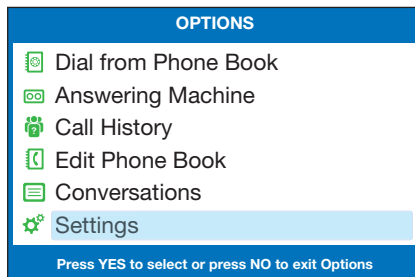 OPTIONS
Dial from Phone Book
Answering Machine
Call History
Edit Phone Book
Conversations
Settings
Press YES to select or press NO to exit Options